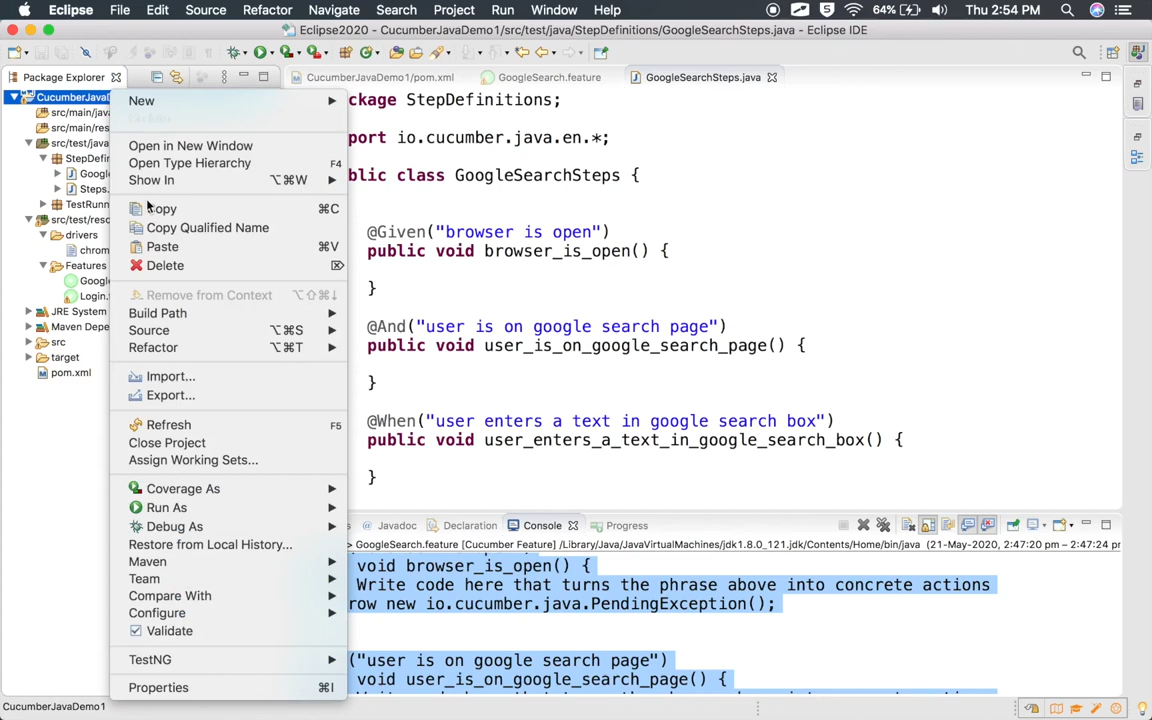 Eclipse File Edit Source Refactor Navigate Search Project Run Window Help 64% Thu 2:54 PM
Eclipse2020 - CucumberJavaDemo1/src/test/java/StepDefinitions/GoogleSearchSteps.java - Eclipse IDE
Package Explorer CucumberJavaDemo1/pom.xml GoogleSearch.feature GoogleSearchSteps.java
CucumberJavaD
src/main/java
src/main/res
src/test/java
StepDefin
Google
Steps.
TestRunn
src/test/reso
drivers
chrom
Features
Google
Login.
JRE System
Maven Depe
src
target
pom.xml
New
Open in New Window
Open Type Hierarchy F4
Show In ⌥⌘W
Copy ⌘C
Copy Qualified Name
Paste ⌘V
Delete ⌦
Remove from Context ⌥⇧⌘↓
Build Path
Source ⌥⌘S
Refactor ⌥⌘T
Import...
Export...
Refresh F5
Close Project
Assign Working Sets...
Coverage As
Run As
Debug As
Restore from Local History...
Maven
Team
Compare With
Configure
Validate
TestNG
Properties ⌘I
ckage StepDefinitions;
port io.cucumber.java.en.*;
blic class GoogleSearchSteps {
@Given("browser is open")
public void browser_is_open() {
}
@And("user is on google search page")
public void user_is_on_google_search_page() {
}
@When("user enters a text in google search box")
public void user_enters_a_text_in_google_search_box() {
}
s @ Javadoc Declaration Console Progress
> GoogleSearch.feature [Cucumber Feature] /Library/Java/JavaVirtualMachines/jdk1.8.0_121.jdk/Contents/Home/bin/java (21-May-2020, 2:47:20 pm – 2:47:24 pm
void browser_is_open() {
Write code here that turns the phrase above into concrete actions
row new io.cucumber.java.PendingException();
("user is on google search page")
void user_is_on_google_search_page() {
CucumberJavaDemo1